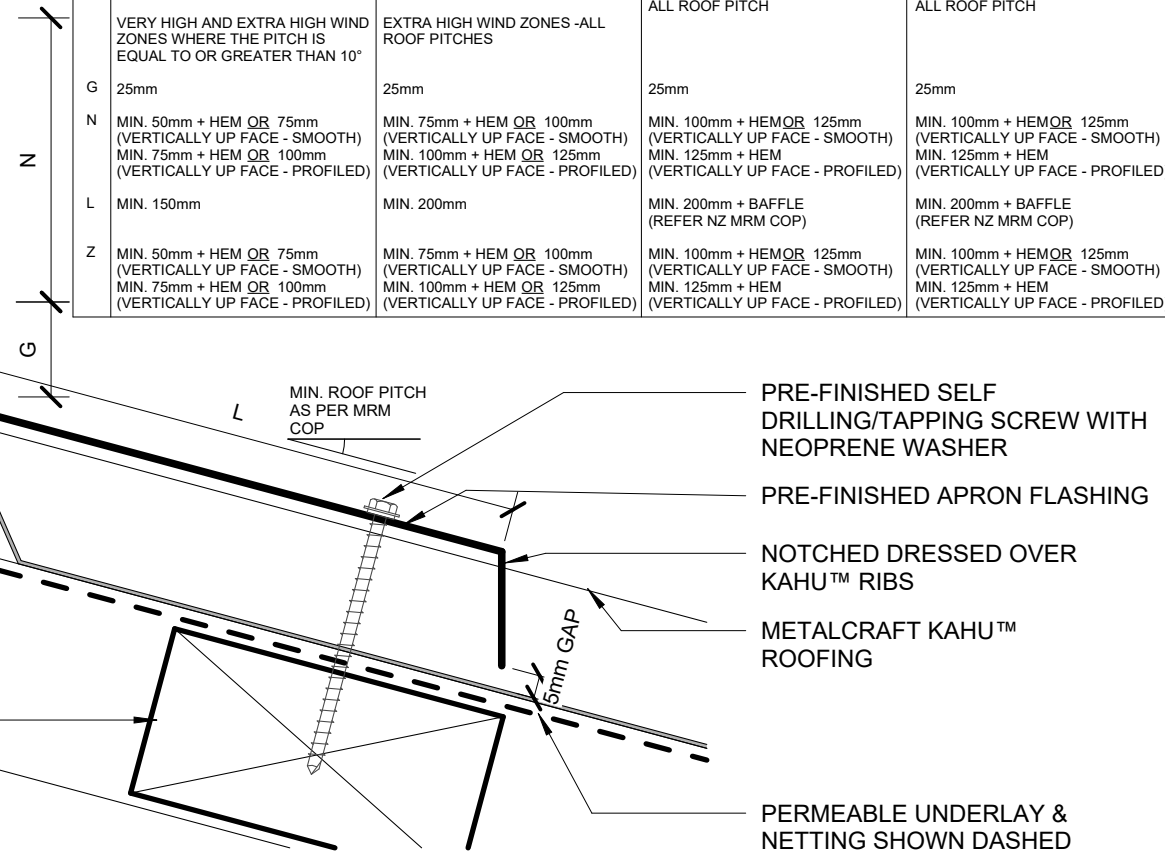 ALL ROOF PITCH
ALL ROOF PITCH
VERY HIGH AND EXTRA HIGH WIND
ZONES WHERE THE PITCH IS
EQUAL TO OR GREATER THAN 10°
EXTRA HIGH WIND ZONES -ALL
ROOF PITCHES
G
25mm
25mm
25mm
25mm
N
MIN. 50mm + HEM OR 75mm
(VERTICALLY UP FACE - SMOOTH)
MIN. 75mm + HEM OR 100mm
(VERTICALLY UP FACE - PROFILED)
MIN. 75mm + HEM OR 100mm
(VERTICALLY UP FACE - SMOOTH)
MIN. 100mm + HEM OR 125mm
(VERTICALLY UP FACE - PROFILED)
MIN. 100mm + HEMOR 125mm
(VERTICALLY UP FACE - SMOOTH)
MIN. 125mm + HEM
(VERTICALLY UP FACE - PROFILED)
MIN. 100mm + HEMOR 125mm
(VERTICALLY UP FACE - SMOOTH)
MIN. 125mm + HEM
(VERTICALLY UP FACE - PROFILED
L
MIN. 150mm
MIN. 200mm
MIN. 200mm + BAFFLE
(REFER NZ MRM COP)
MIN. 200mm + BAFFLE
(REFER NZ MRM COP)
Z
MIN. 50mm + HEM OR 75mm
(VERTICALLY UP FACE - SMOOTH)
MIN. 75mm + HEM OR 100mm
(VERTICALLY UP FACE - PROFILED)
MIN. 75mm + HEM OR 100mm
(VERTICALLY UP FACE - SMOOTH)
MIN. 100mm + HEM OR 125mm
(VERTICALLY UP FACE - PROFILED)
MIN. 100mm + HEMOR 125mm
(VERTICALLY UP FACE - SMOOTH)
MIN. 125mm + HEM
(VERTICALLY UP FACE - PROFILED)
MIN. 100mm + HEMOR 125mm
(VERTICALLY UP FACE - SMOOTH)
MIN. 125mm + HEM
(VERTICALLY UP FACE - PROFILED
N
G
L
MIN. ROOF PITCH
AS PER MRM
COP
PRE-FINISHED SELF
DRILLING/TAPPING SCREW WITH
NEOPRENE WASHER
PRE-FINISHED APRON FLASHING
NOTCHED DRESSED OVER
KAHU™ RIBS
METALCRAFT KAHU™
ROOFING
5mm GAP
PERMEABLE UNDERLAY &
NETTING SHOWN DASHED